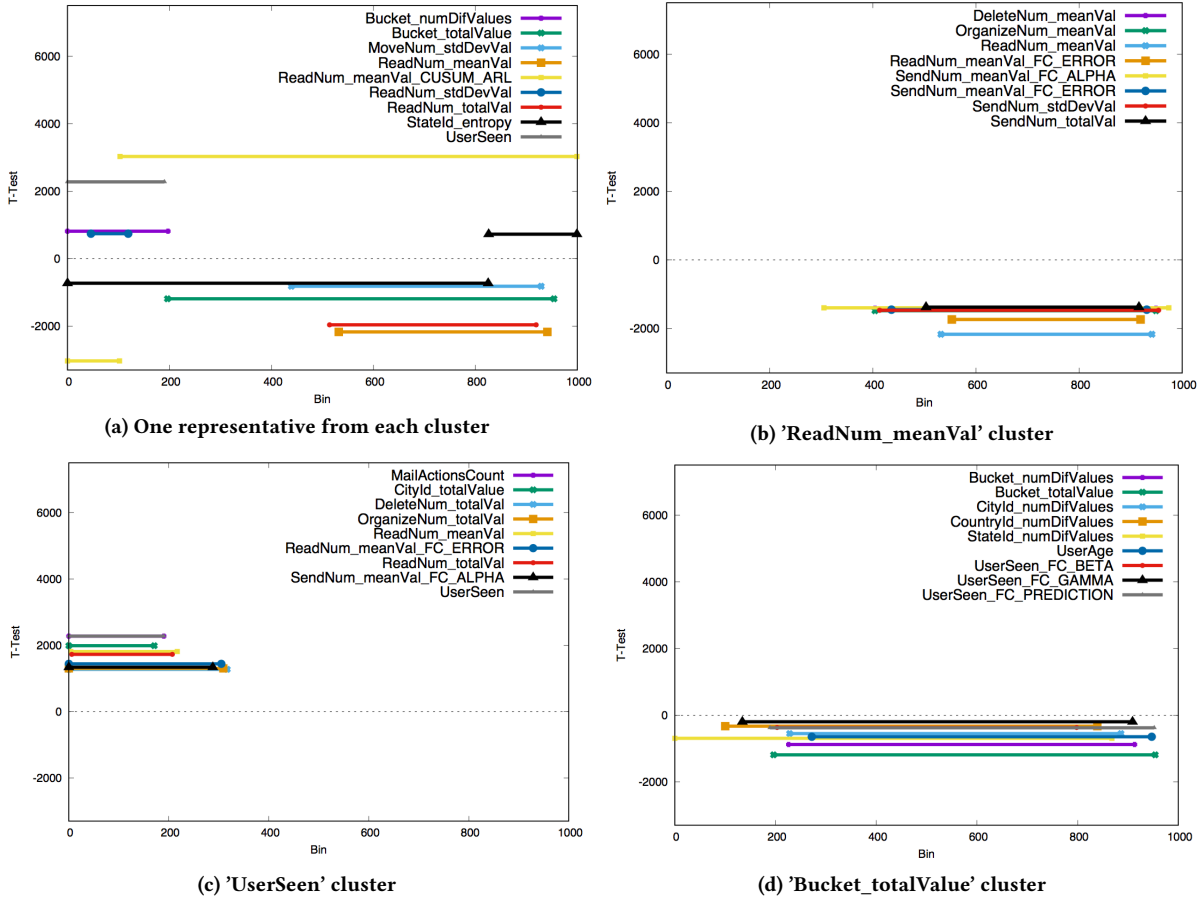 Bucket_numDifValues
Bucket_totalValue
MoveNum_stdDevVal
ReadNum_meanVal
ReadNum_meanVal_CUSUM_ARL
ReadNum_stdDevVal
ReadNum_totalVal
StateId_entropy
UserSeen
6000
4000
2000
0
-2000
T-Test
0 200 400 600 800 1000
Bin
(a) One representative from each cluster
DeleteNum_meanVal
OrganizeNum_meanVal
ReadNum_meanVal
ReadNum_meanVal_FC_ERROR
SendNum_meanVal_FC_ALPHA
SendNum_meanVal_FC_ERROR
SendNum_stdDevVal
SendNum_totalVal
6000
4000
2000
0
-2000
T-Test
0 200 400 600 800 1000
Bin
(b) ’ReadNum_meanVal’ cluster
MailActionsCount
CityId_totalValue
DeleteNum_totalVal
OrganizeNum_totalVal
ReadNum_meanVal
ReadNum_meanVal_FC_ERROR
ReadNum_totalVal
SendNum_meanVal_FC_ALPHA
UserSeen
6000
4000
2000
0
-2000
T-Test
0 200 400 600 800 1000
Bin
(c) ’UserSeen’ cluster
Bucket_numDifValues
Bucket_totalValue
CityId_numDifValues
CountryId_numDifValues
StateId_numDifValues
UserAge
UserSeen_FC_BETA
UserSeen_FC_GAMMA
UserSeen_FC_PREDICTION
6000
4000
2000
0
-2000
T-Test
0 200 400 600 800 1000
Bin
(d) ’Bucket_totalValue’ cluster